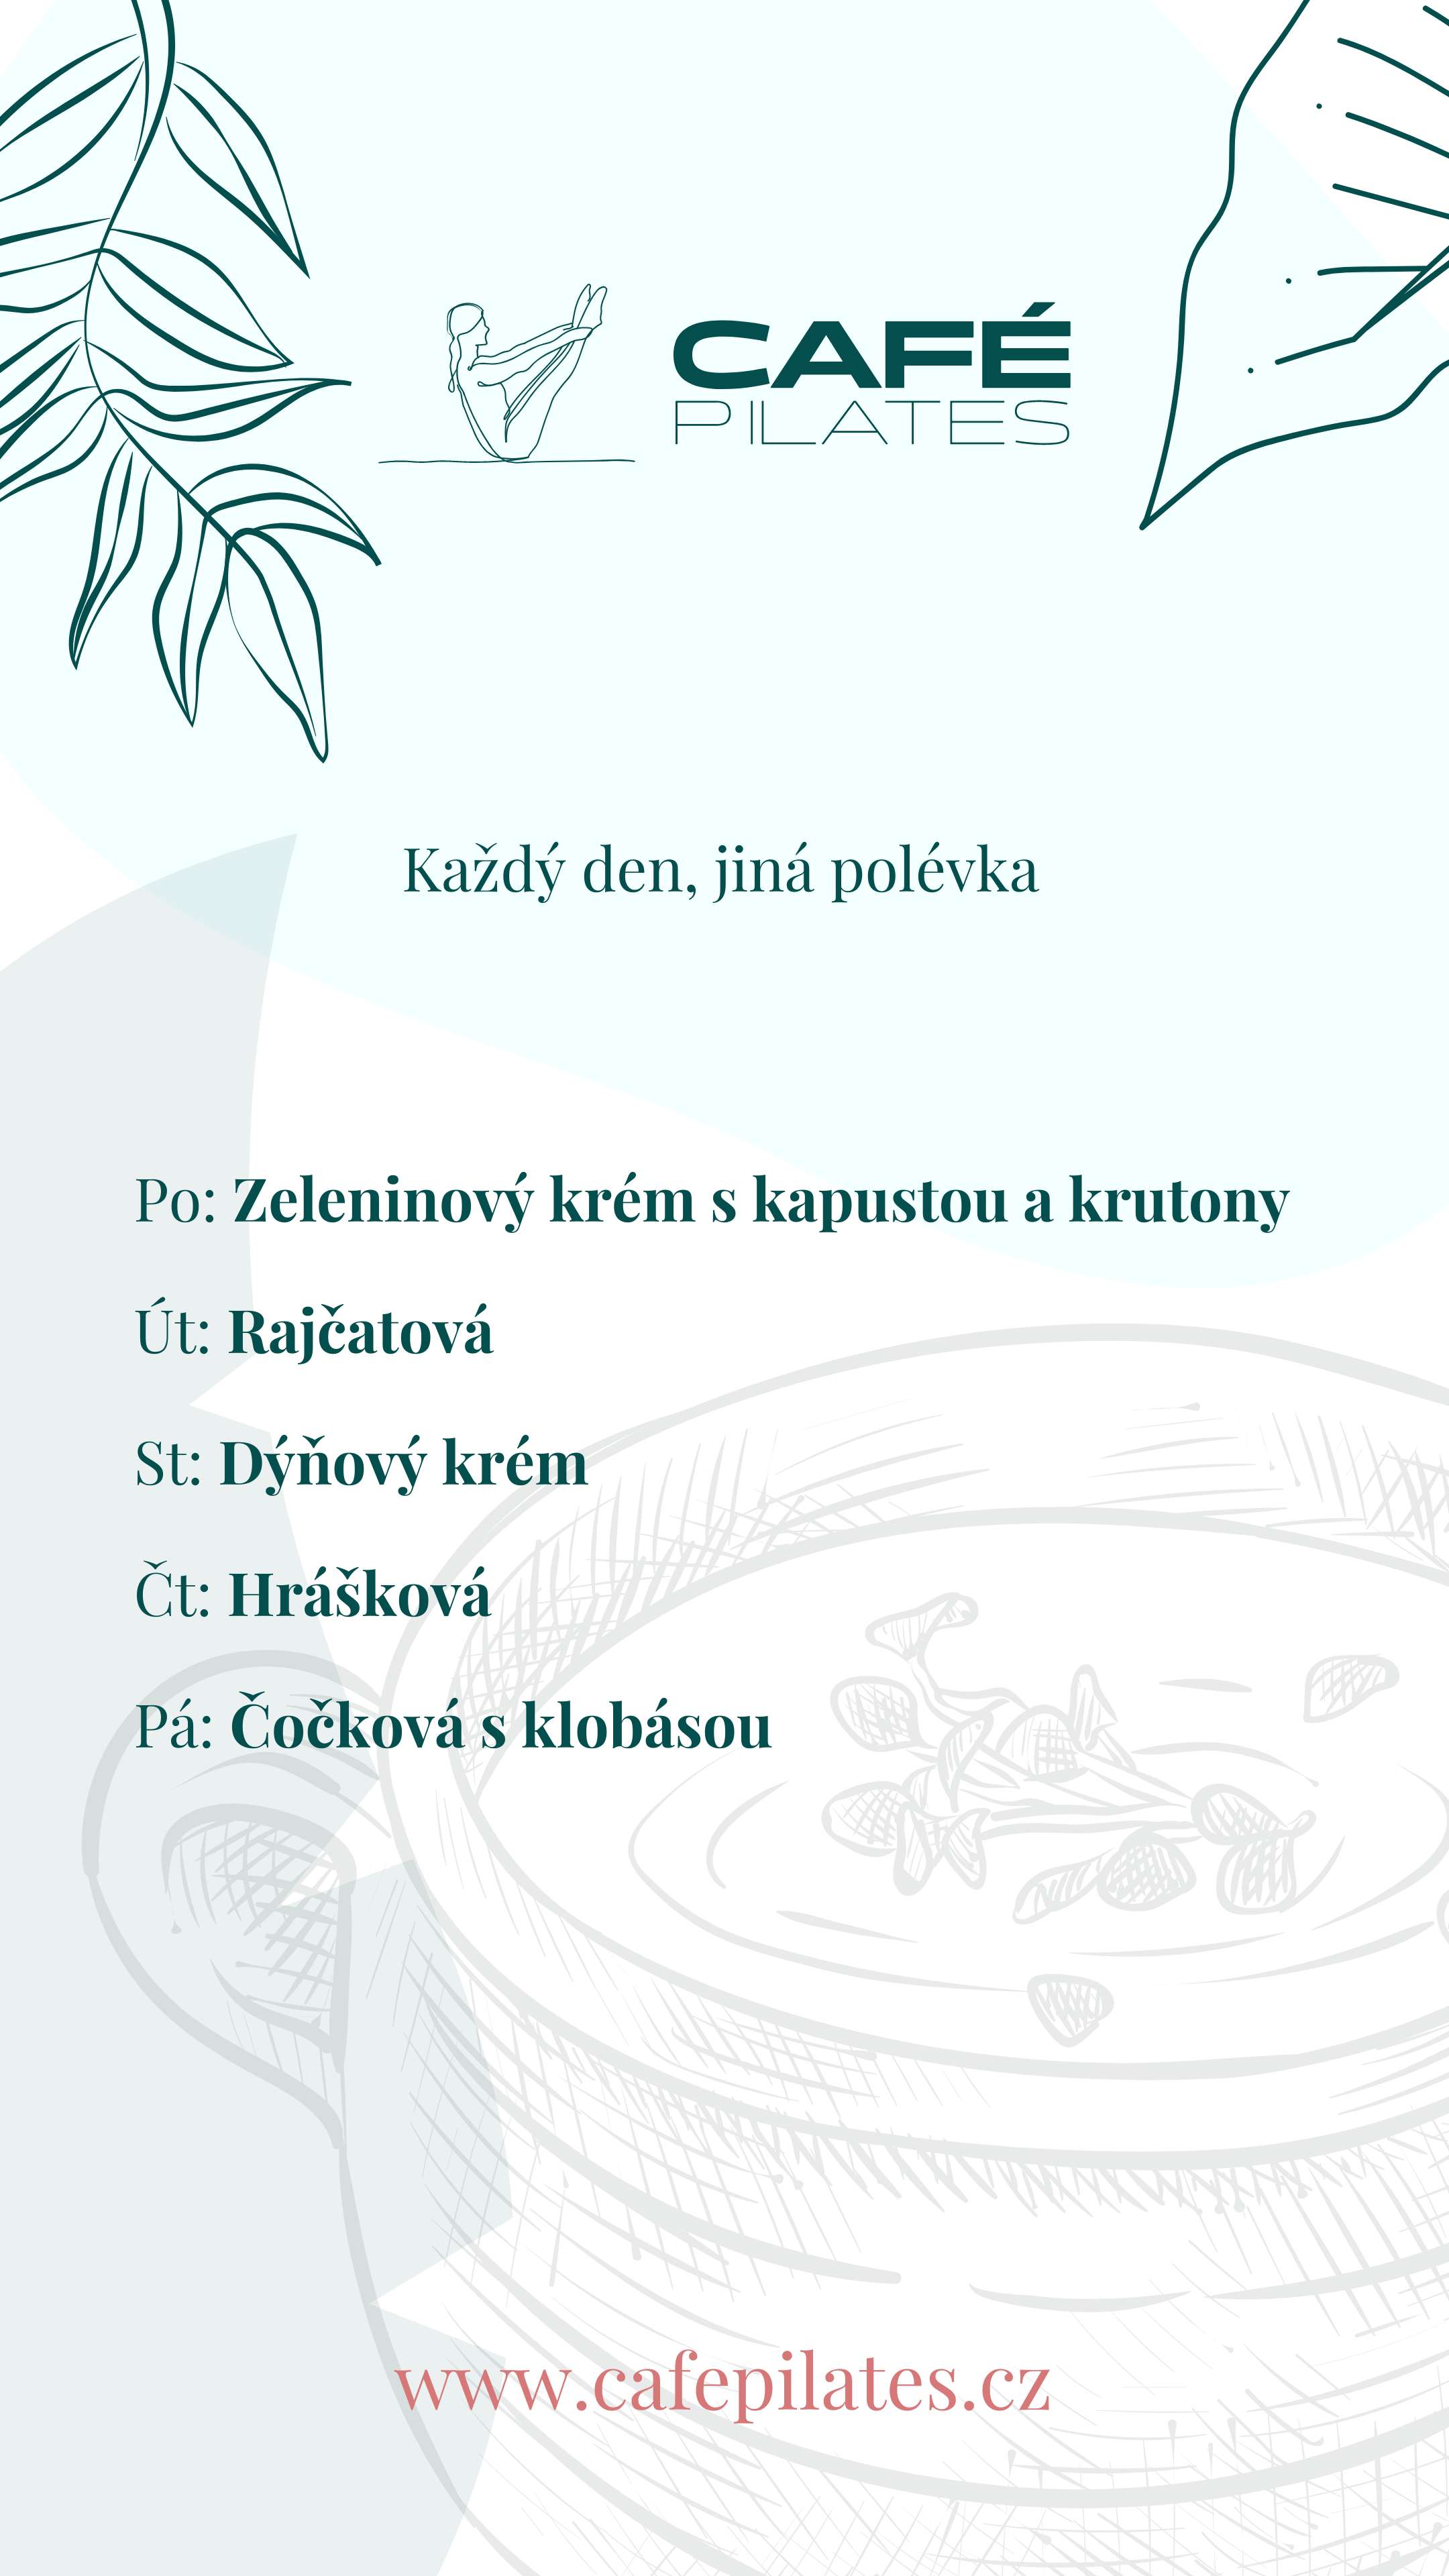 CAFÉ
PILATES
Každý den, jiná polévka
Po: Zeleninový krém s kapustou a krutony
Út: Rajčatová
St: Dýňový krém
Čt: Hrášková
Pá: Čočková s klobásou
www.cafepilates.cz